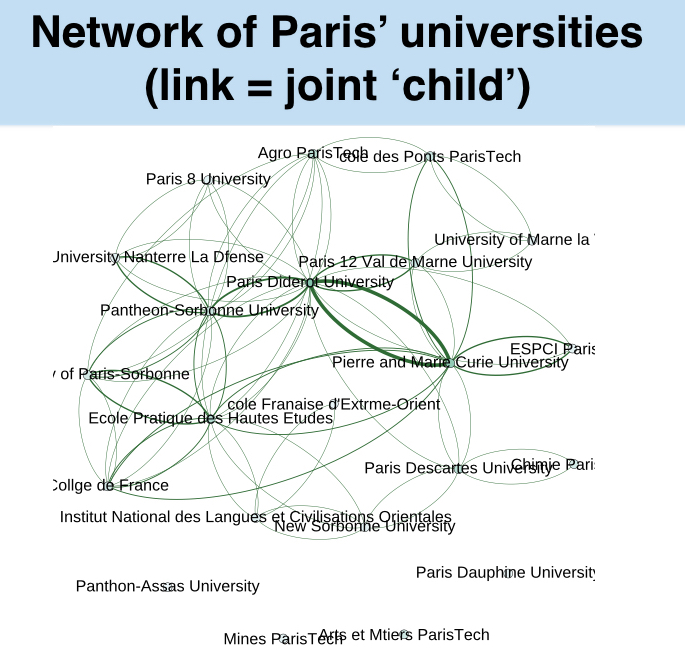 Network of Paris’ universities
(link = joint ‘child’)
Agro ParisTech
cole des Ponts ParisTech
Paris 8 University
University of Marne la
University Nanterre La Dfense
Paris 12 Val de Marne University
Paris Diderot University
Pantheon-Sorbonne University
ESPCI Paris
Pierre and Marie Curie University
y of Paris-Sorbonne
cole Franaise d'Extrme-Orient
Ecole Pratique des Hautes Etudes
Paris Descartes University
Chimie Paris
Collge de France
Institut National des Langues et Civilisations Orientales
New Sorbonne University
Paris Dauphine University
Panthon-Assas University
Arts et Mtiers ParisTech
Mines ParisTech